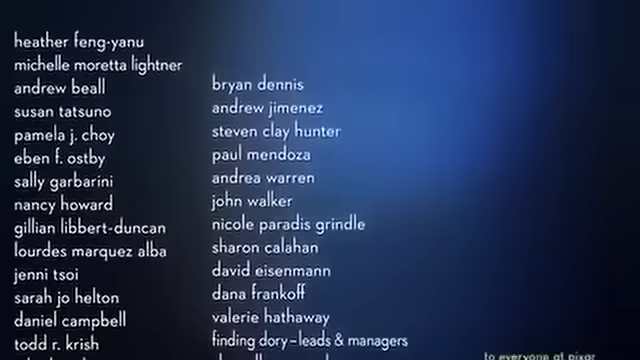 heather feng-yanu
michelle moretta lightner
andrew beall
susan tatsuno
pamela j. choy
eben f. ostby
sally garbarini
nancy howard
gillian libbert-duncan
lourdes marquez alba
jenni tsoi
sarah jo helton
daniel campbell
todd r. krish
bryan dennis
andrew jimenez
steven clay hunter
paul mendoza
andrea warren
john walker
nicole paradis grindle
sharon calahan
david eisenmann
dana frankoff
valerie hathaway
finding dory–leads & managers
to everyone at pixar